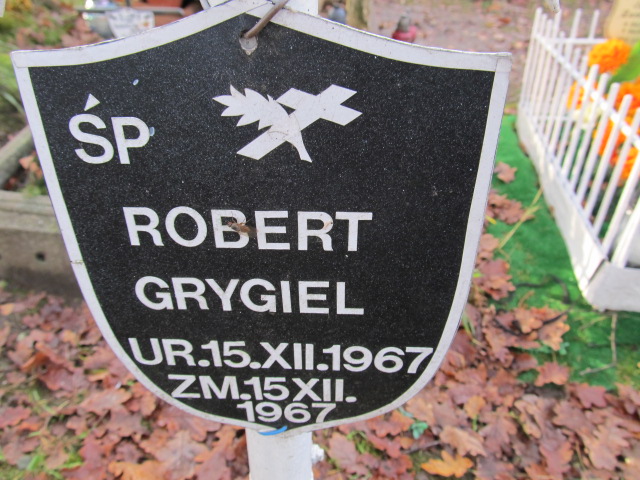 ŚP
ROBERT
GRYGIEL
UR.15.XII.1967
ZM.15XII.
1967